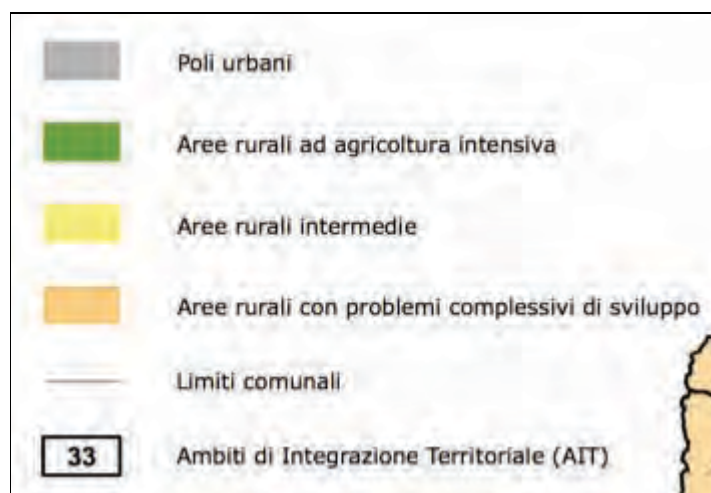 Poli urbani
Aree rurali ad agricoltura intensiva
Aree rurali intermedie
Aree rurali con problemi complessivi di sviluppo
Limiti comunali
33 Ambiti di Integrazione Territoriale (AIT)